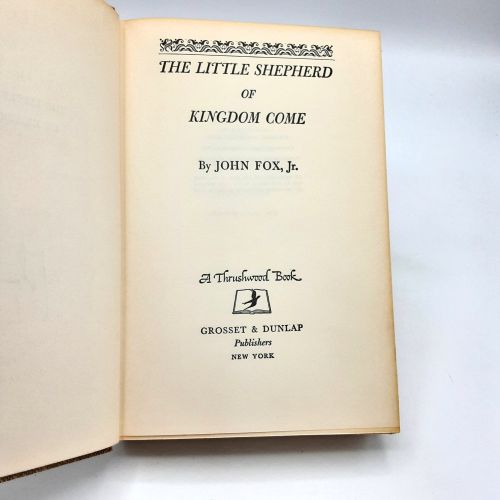 THE LITTLE SHEPHERD
OF
KINGDOM COME
By JOHN FOX, Jr.
A Thrushwood Book
GROSSET & DUNLAP
Publishers
NEW YORK